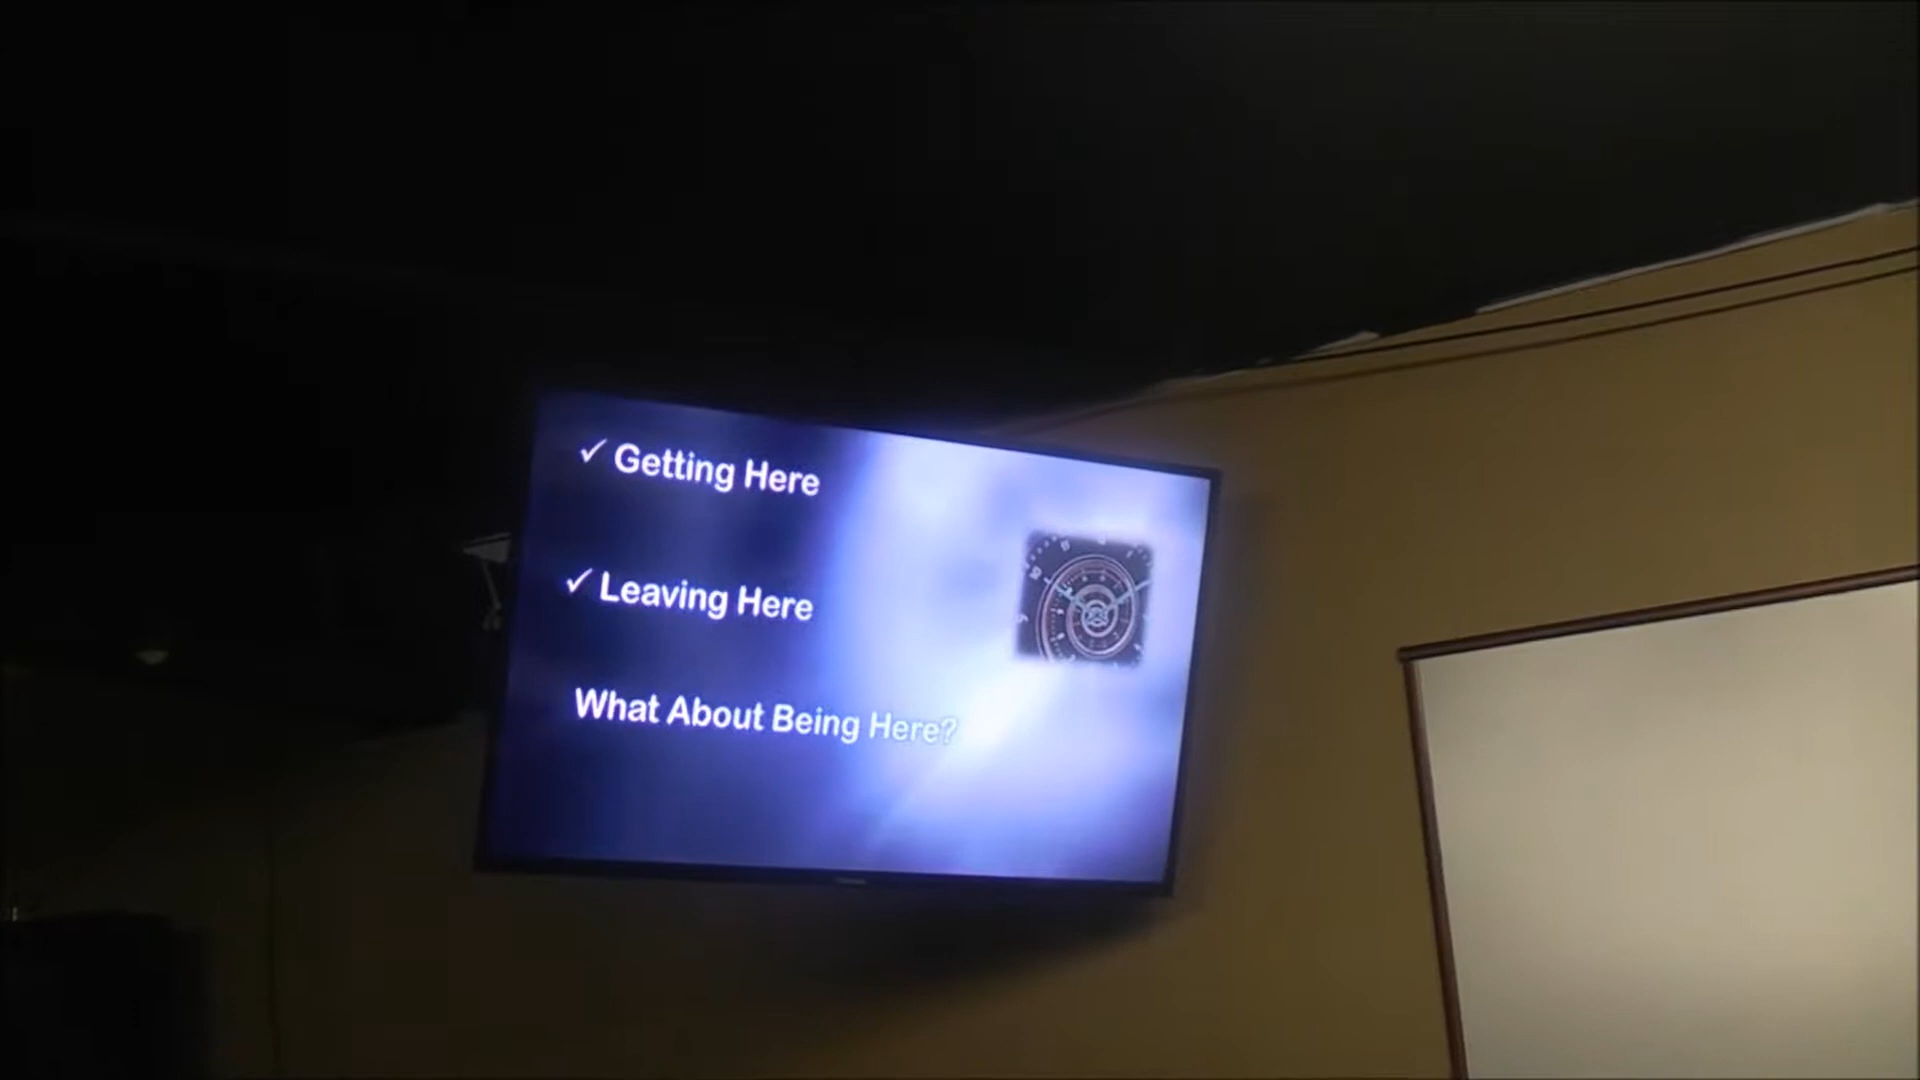 ✓ Getting Here
✓ Leaving Here
What About Being Here?